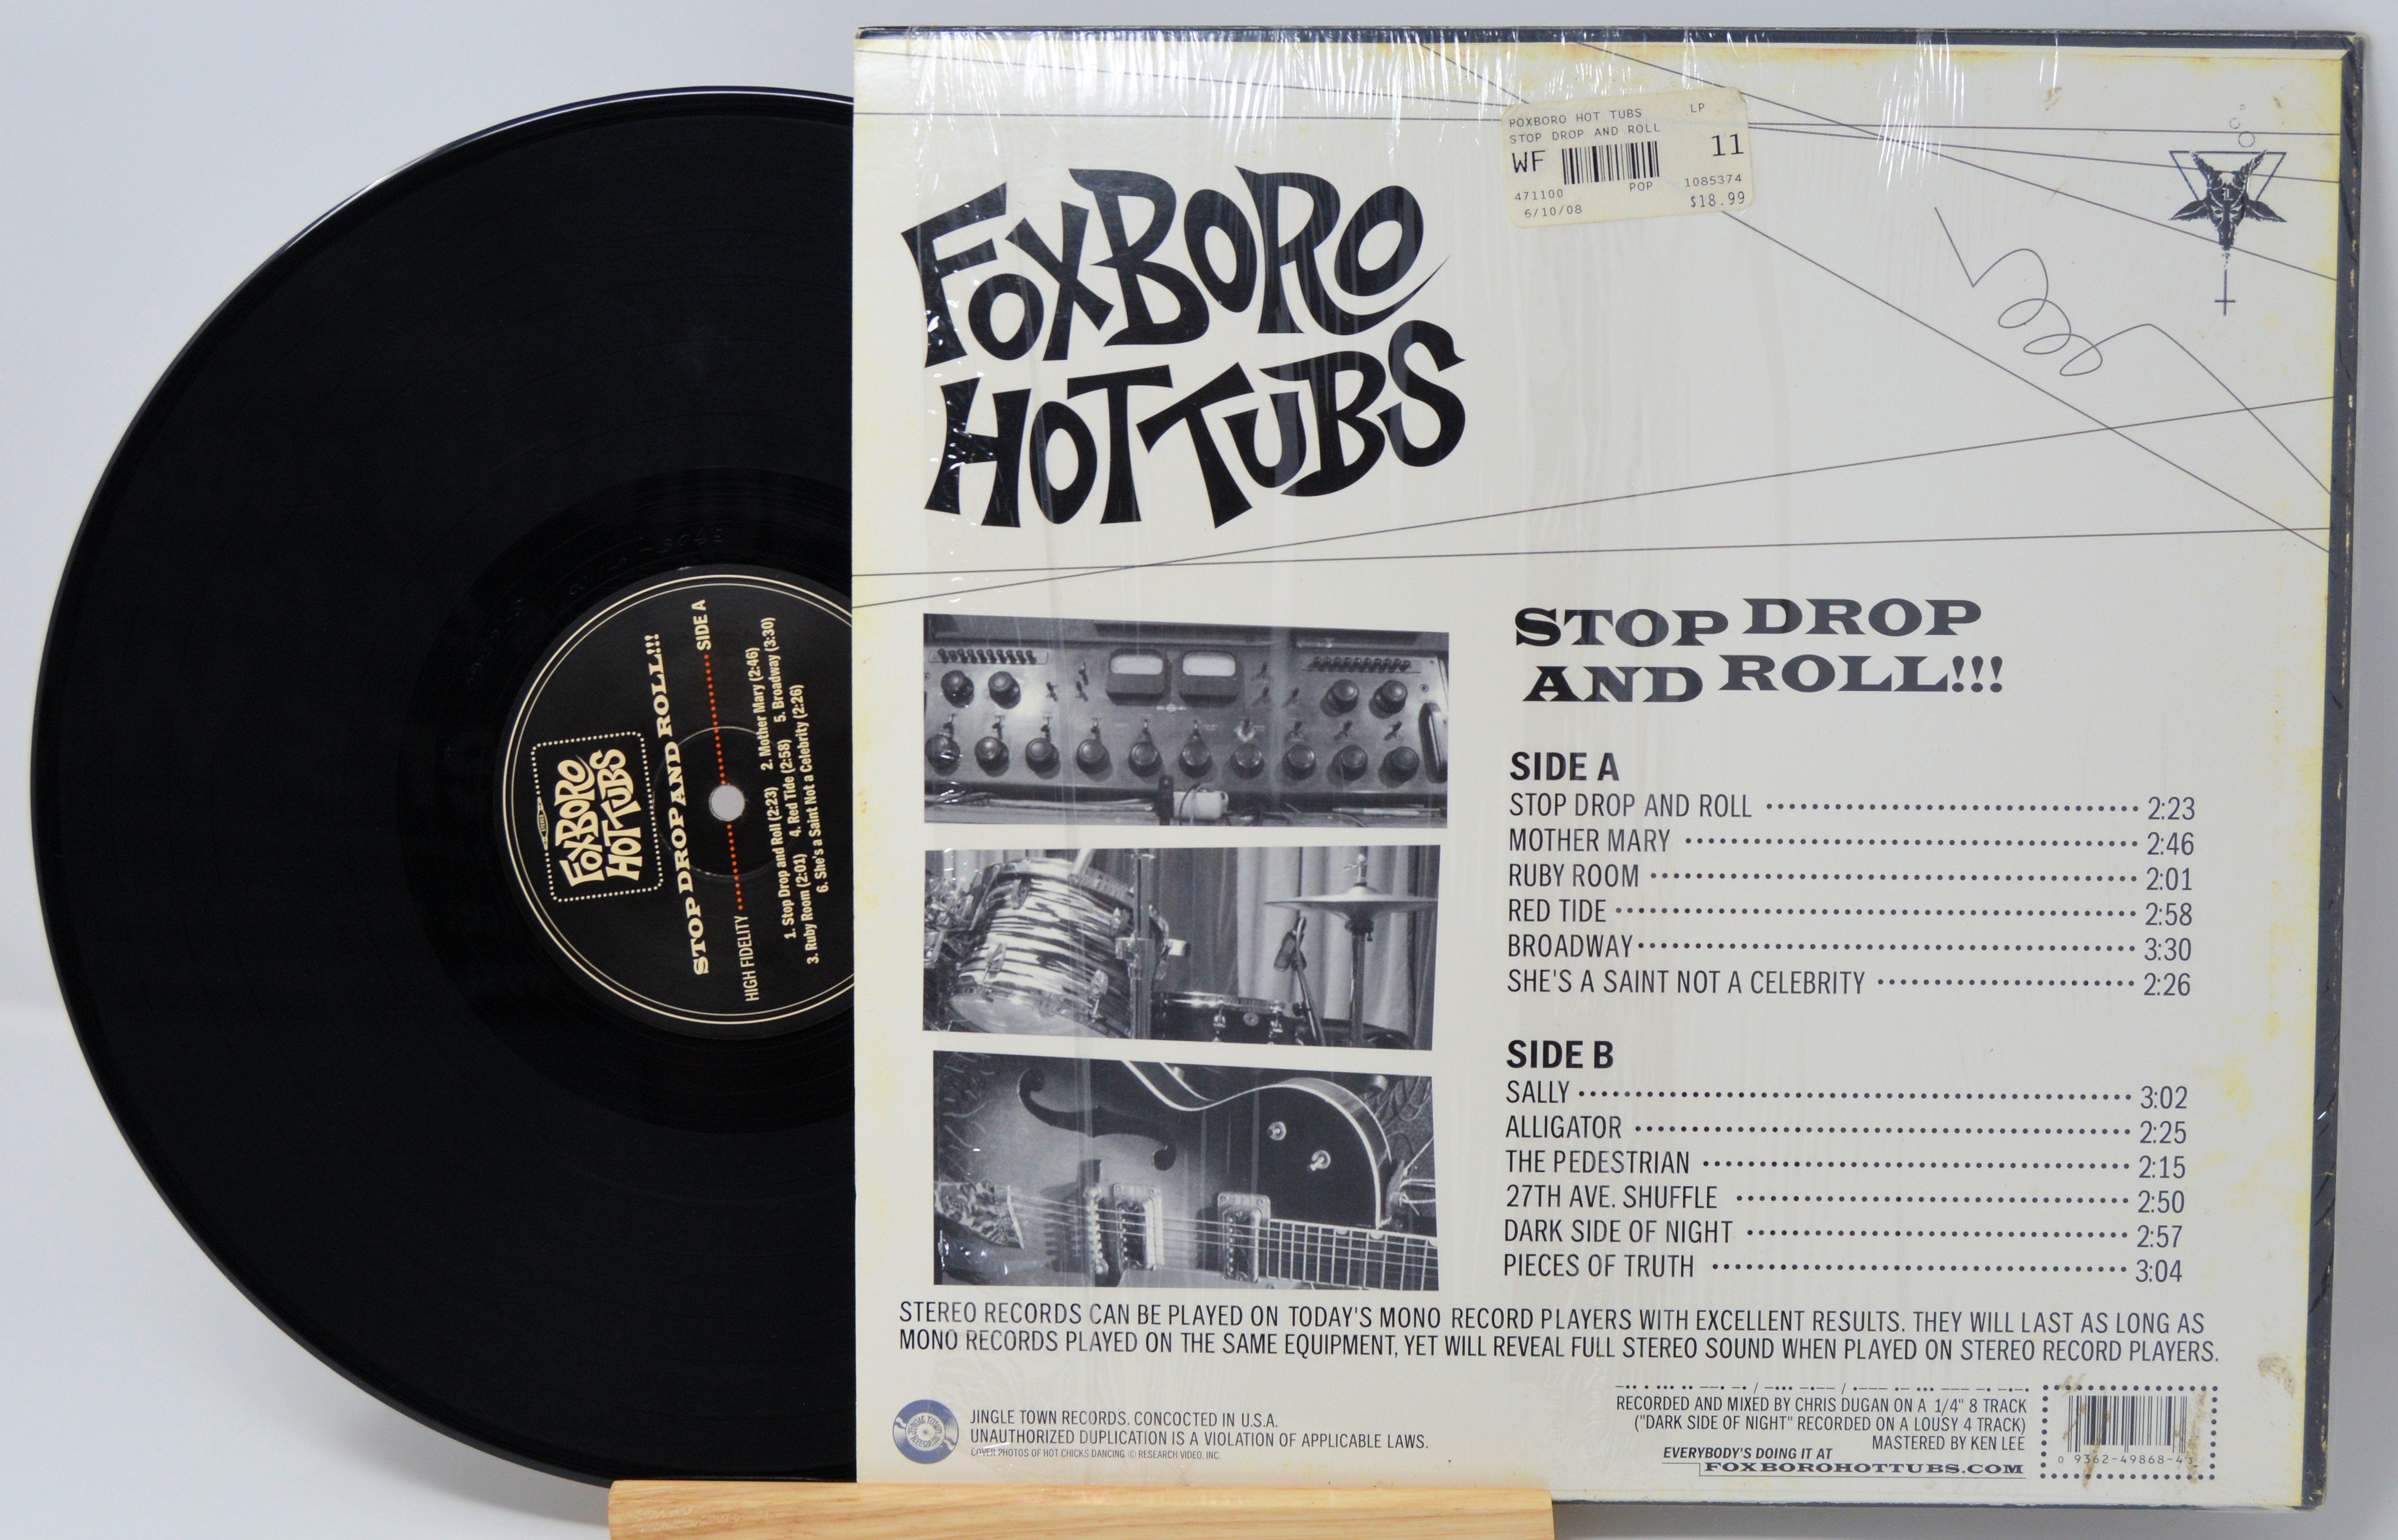 POXBORO HOT TUBS LP
STOP DROP AND ROLL
WF 11
471100 POP 1085374
6/10/08 $18.99
FOXBORO
HOT TUBS
STOP DROP
AND ROLL!!!
SIDE A
STOP DROP AND ROLL 2:23
MOTHER MARY 2:46
RUBY ROOM 2:01
RED TIDE 2:58
BROADWAY 3:30
SHE'S A SAINT NOT A CELEBRITY 2:26
SIDE B
SALLY 3:02
ALLIGATOR 2:25
THE PEDESTRIAN 2:15
27TH AVE. SHUFFLE 2:50
DARK SIDE OF NIGHT 2:57
PIECES OF TRUTH 3:04
STEREO RECORDS CAN BE PLAYED ON TODAY'S MONO RECORD PLAYERS WITH EXCELLENT RESULTS. THEY WILL LAST AS LONG AS
MONO RECORDS PLAYED ON THE SAME EQUIPMENT, YET WILL REVEAL FULL STEREO SOUND WHEN PLAYED ON STEREO RECORD PLAYERS.
JINGLE TOWN RECORDS. CONCOCTED IN U.S.A.
UNAUTHORIZED DUPLICATION IS A VIOLATION OF APPLICABLE LAWS.
COVER PHOTOS OF HOT CHICKS DANCING © RESEARCH VIDEO, INC.
RECORDED AND MIXED BY CHRIS DUGAN ON A 1/4" 8 TRACK
("DARK SIDE OF NIGHT" RECORDED ON A LOUSY 4 TRACK)
MASTERED BY KEN LEE
EVERYBODY'S DOING IT AT
FOXBOROHOTTUBS.COM
0 9362-49868-4 3
STEREO
FOXBORO
HOT TUBS
STOP DROP AND ROLL!!!
HIGH FIDELITY SIDE A
1. Stop Drop and Roll (2:23) 2. Mother Mary (2:46)
3. Ruby Room (2:01) 4. Red Tide (2:58) 5. Broadway (3:30)
6. She's a Saint Not a Celebrity (2:26)